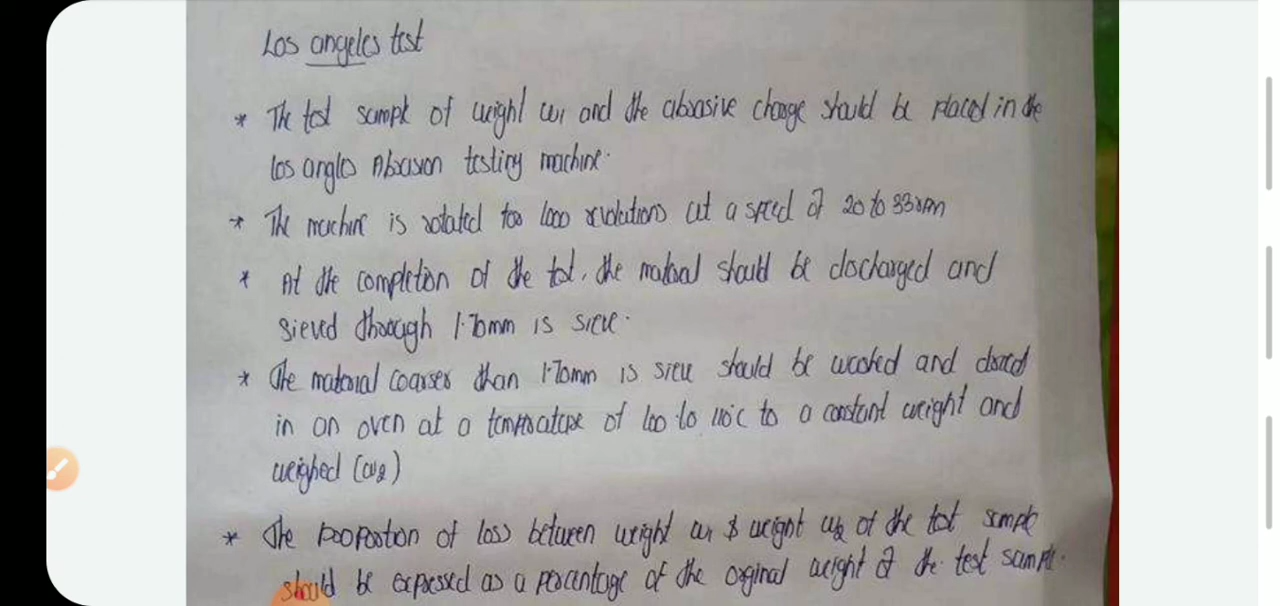 Los angeles test
* The test sample of weight w1 and the abrasive charge should be placed in the
Los angles Abrasion testing machine.
* The machine is rotated for 1000 revolutions at a speed of 20 to 33 rpm
* At the completion of the test, the material should be discharged and
sieved through 1.70mm is sieve.
* The material coarser than 1.70mm is sieve should be washed and dried
in an oven at a temperature of 100 to 110°c to a constant weight and
weighed (w2)
* The proportion of loss between weight w1 & weight w2 of the test sample
should be expressed as a percentage of the orginal weight of the test sample.